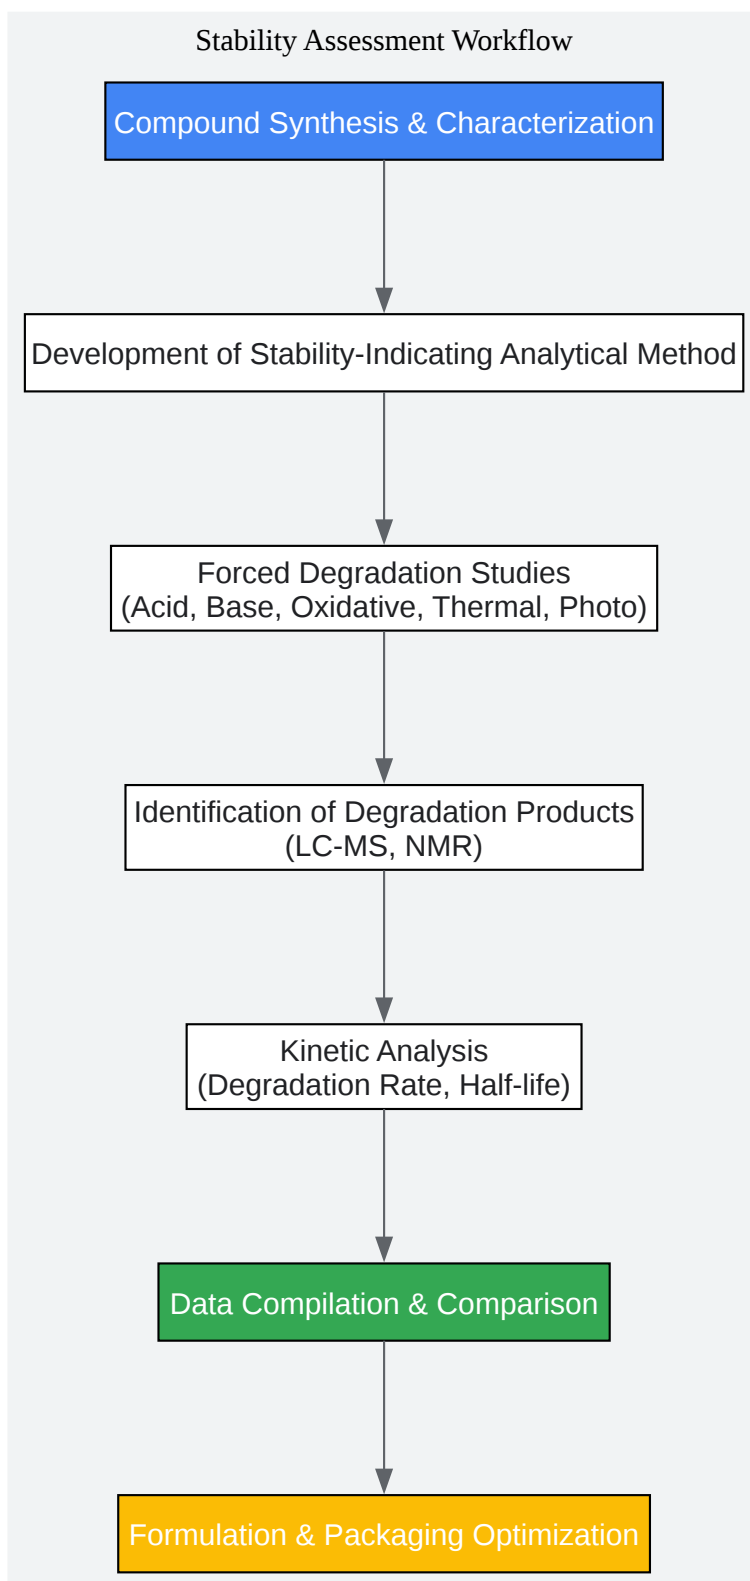 Stability Assessment Workflow
Compound Synthesis & Characterization
Development of Stability-Indicating Analytical Method
Forced Degradation Studies
(Acid, Base, Oxidative, Thermal, Photo)
Identification of Degradation Products
(LC-MS, NMR)
Kinetic Analysis
(Degradation Rate, Half-life)
Data Compilation & Comparison
Formulation & Packaging Optimization